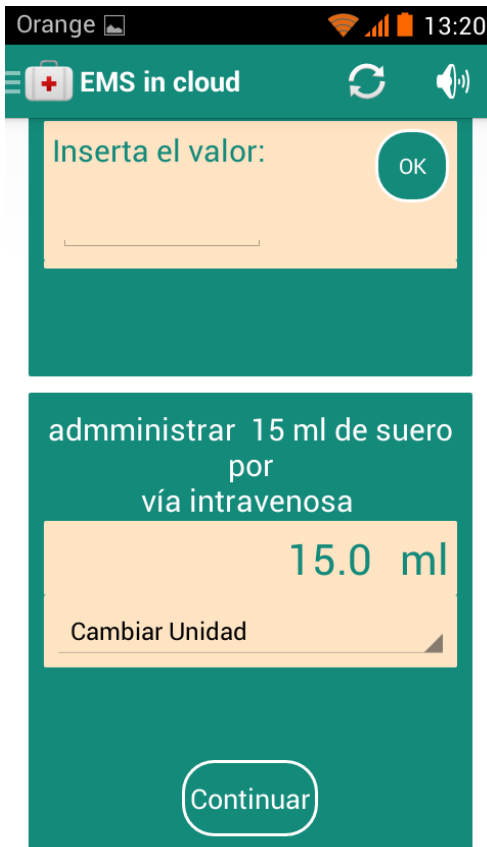 Orange 13:20
EMS in cloud
Inserta el valor:
OK
admministrar 15 ml de suero
por
vía intravenosa
15.0 ml
Cambiar Unidad
Continuar